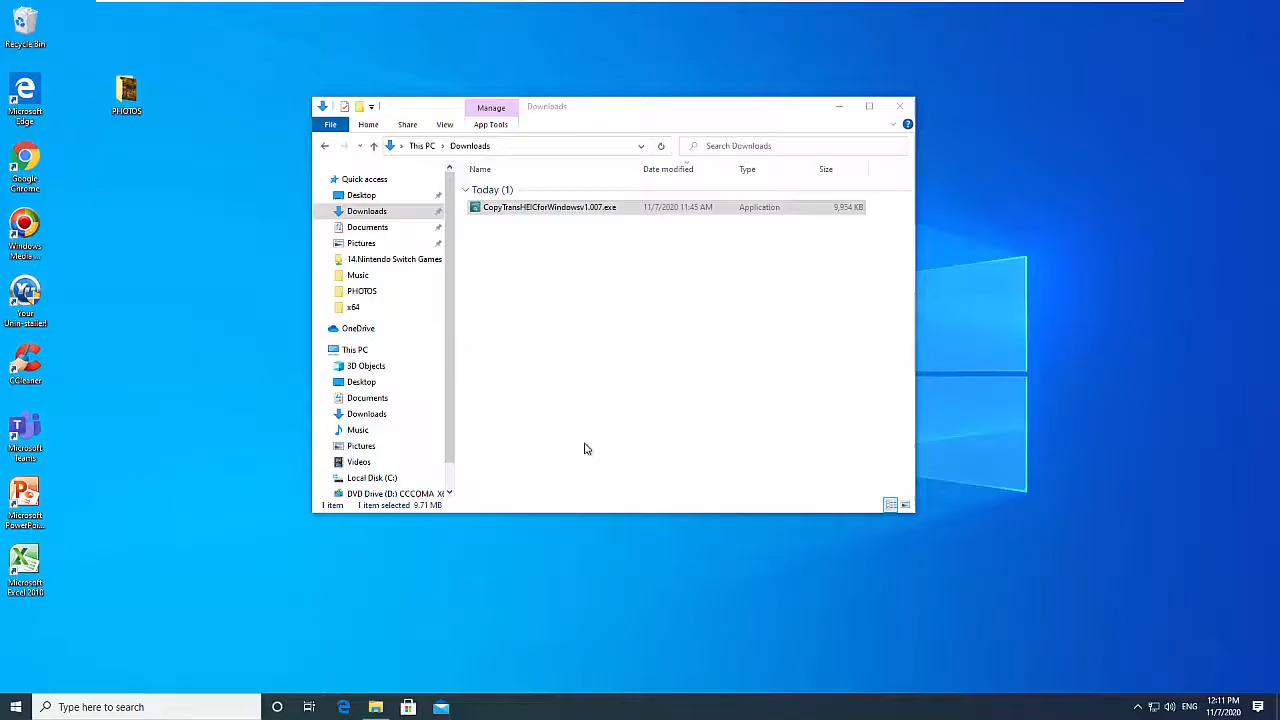 Recycle Bin
Microsoft
Edge
Google
Chrome
Windows
Media ...
Your
Unin-staller!
CCleaner
Microsoft
Teams
Microsoft
PowerPoi...
Microsoft
Excel 2010
PHOTOS
Manage
Downloads
File
Home
Share
View
App Tools
This PC
Downloads
Search Downloads
Name
Date modified
Type
Size
Quick access
Desktop
Downloads
Documents
Pictures
14.Nintendo Switch Games
Music
PHOTOS
x64
OneDrive
This PC
3D Objects
Desktop
Documents
Downloads
Music
Pictures
Videos
Local Disk (C:)
DVD Drive (D:) CCCOMA_X6
Today (1)
CopyTransHEICforWindowsv1.007.exe
11/7/2020 11:45 AM
Application
9,954 KB
1 item
1 item selected 9.71 MB
Type here to search
ENG
12:11 PM
11/7/2020